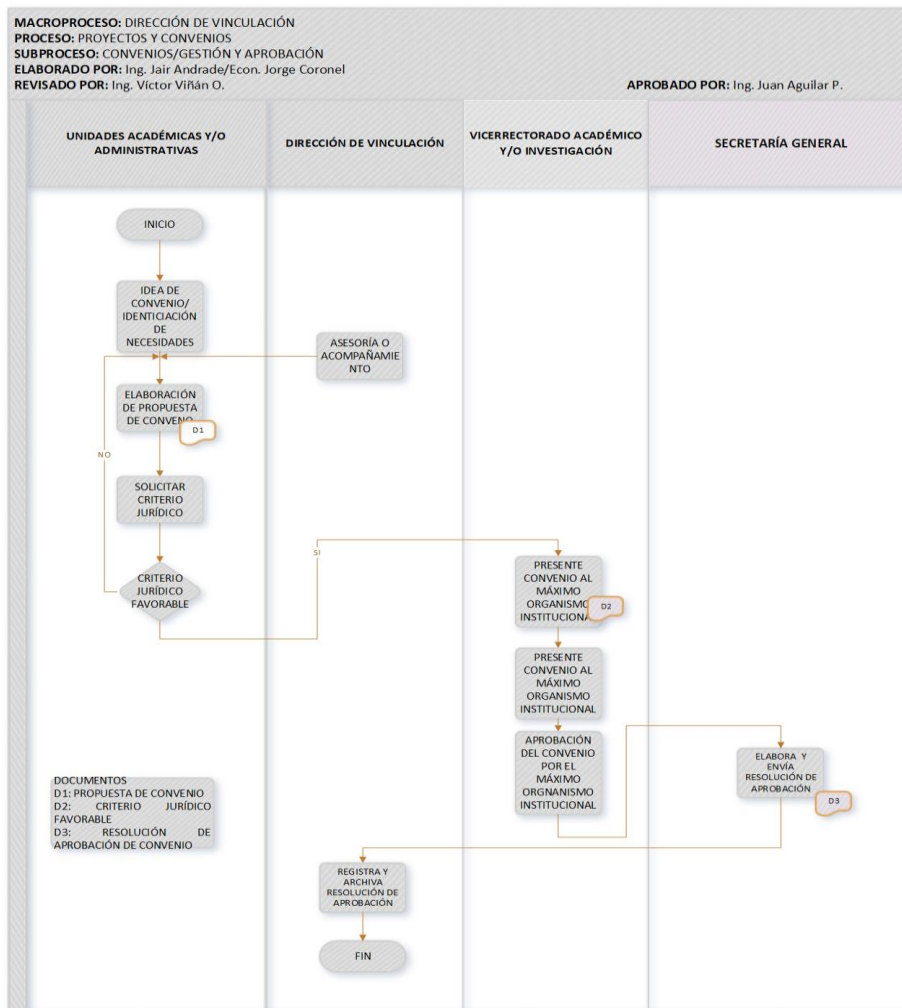 MACROPROCESO: DIRECCIÓN DE VINCULACIÓN
PROCESO: PROYECTOS Y CONVENIOS
SUBPROCESO: CONVENIOS/GESTIÓN Y APROBACIÓN
ELABORADO POR: Ing. Jair Andrade/Econ. Jorge Coronel
REVISADO POR: Ing. Víctor Viñán O.
APROBADO POR: Ing. Juan Aguilar P.
UNIDADES ACADÉMICAS Y/O
ADMINISTRATIVAS
DIRECCIÓN DE VINCULACIÓN
VICERRECTORADO ACADÉMICO
Y/O INVESTIGACIÓN
SECRETARÍA GENERAL
INICIO
IDEA DE
CONVENIO/
IDENTICIACIÓN
DE
NECESIDADES
ASESORÍA O
ACOMPAÑAMIE
NTO
ELABORACIÓN
DE PROPUESTA
DE CONVENO
D1
NO
SOLICITAR
CRITERIO
JURÍDICO
CRITERIO
JURÍDICO
FAVORABLE
SI
PRESENTE
CONVENIO AL
MÁXIMO
ORGANISMO
INSTITUCIONAL
D2
PRESENTE
CONVENIO AL
MÁXIMO
ORGANISMO
INSTITUCIONAL
APROBACIÓN
DEL CONVENIO
POR EL
MÁXIMO
ORGNANISMO
INSTITUCIONAL
ELABORA Y
ENVÍA
RESOLUCIÓN DE
APROBACIÓN
D3
DOCUMENTOS
D1: PROPUESTA DE CONVENIO
D2: CRITERIO JURÍDICO
FAVORABLE
D3: RESOLUCIÓN DE
APROBACIÓN DE CONVENIO
REGISTRA Y
ARCHIVA
RESOLUCIÓN DE
APROBACIÓN
FIN